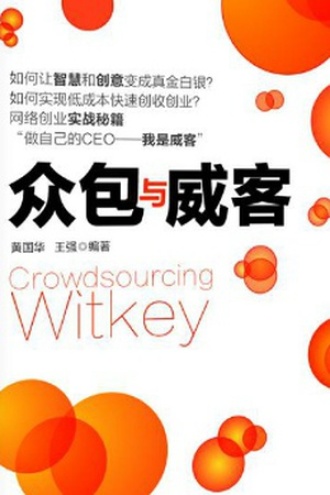 如何让智慧和创意变成真金白银?
如何实现低成本快速创收创业?
网络创业实战秘籍
“做自己的CEO——我是威客”
众包与威客
黄国华 王强◎编著
Crowdsourcing
Witkey